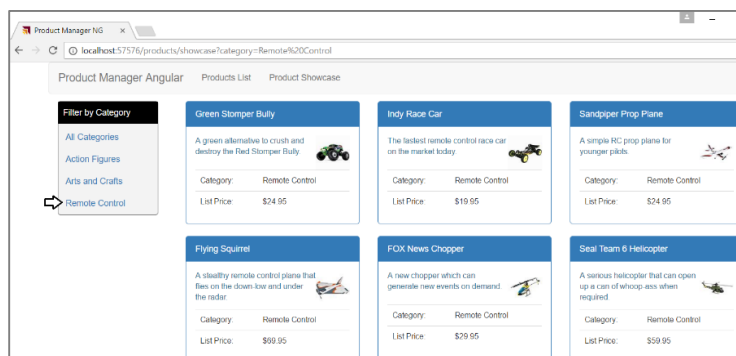 Product Manager NG
localhost:57576/products/showcase?category=Remote%20Control
Product Manager Angular Products List Product Showcase
Filter by Category
All Categories
Action Figures
Arts and Crafts
Remote Control
Green Stomper Bully
A green alternative to crush and
destroy the Red Stomper Bully.
Category: Remote Control
List Price: $24.95
Indy Race Car
The fastest remote control race car
on the market today.
Category: Remote Control
List Price: $19.95
Sandpiper Prop Plane
A simple RC prop plane for
younger pilots.
Category: Remote Control
List Price: $24.95
Flying Squirrel
A stealthy remote control plane that
flies on the down-low and under
the radar.
Category: Remote Control
List Price: $69.95
FOX News Chopper
A new chopper which can
generate new events on demand.
Category: Remote Control
List Price: $29.95
Seal Team 6 Helicopter
A serious helicopter that can open
up a can of whoop-ass when
required.
Category: Remote Control
List Price: $59.95